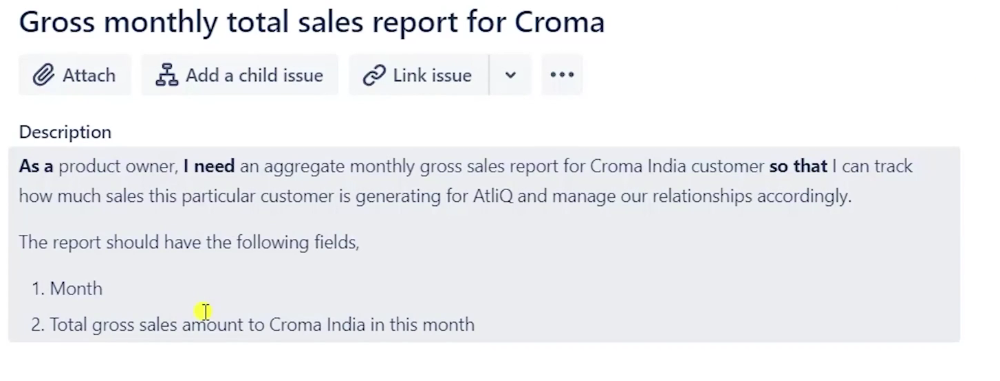 Gross monthly total sales report for Croma
Attach
Add a child issue
Link issue
Description
As a product owner, I need an aggregate monthly gross sales report for Croma India customer so that I can track
how much sales this particular customer is generating for AtliQ and manage our relationships accordingly.
The report should have the following fields,
1. Month
2. Total gross sales amount to Croma India in this month